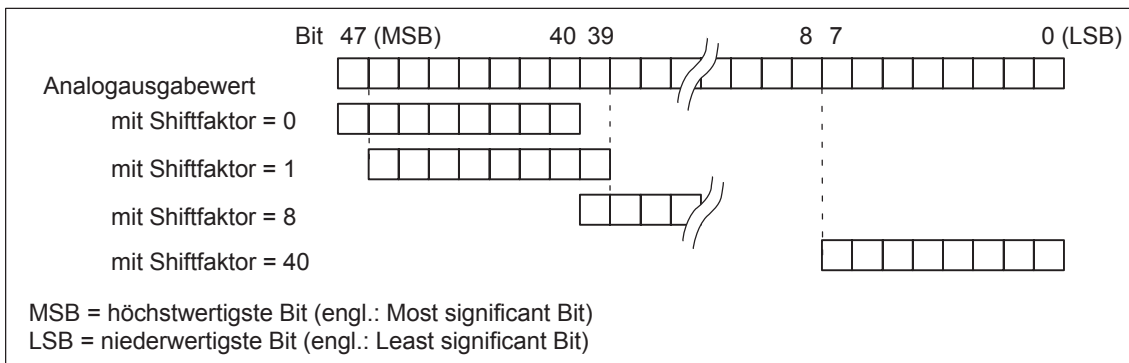 Bit 47 (MSB) 40 39 8 7 0 (LSB)
Analogausgabewert
mit Shiftfaktor = 0
mit Shiftfaktor = 1
mit Shiftfaktor = 8
mit Shiftfaktor = 40
MSB = höchstwertigste Bit (engl.: Most significant Bit)
LSB = niederwertigste Bit (engl.: Least significant Bit)